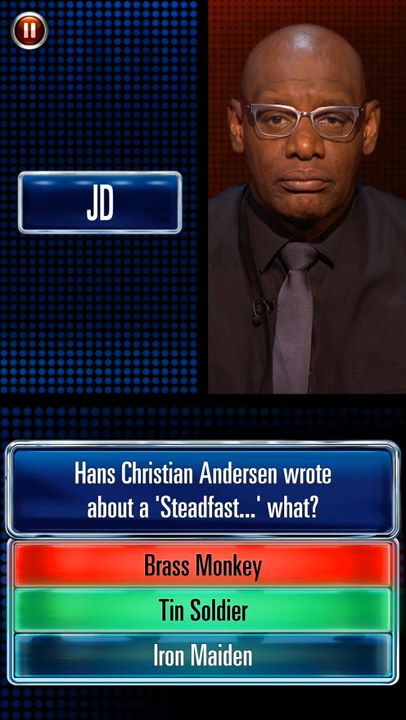 JD
Hans Christian Andersen wrote
about a 'Steadfast...' what?
Brass Monkey
Tin Soldier
Iron Maiden